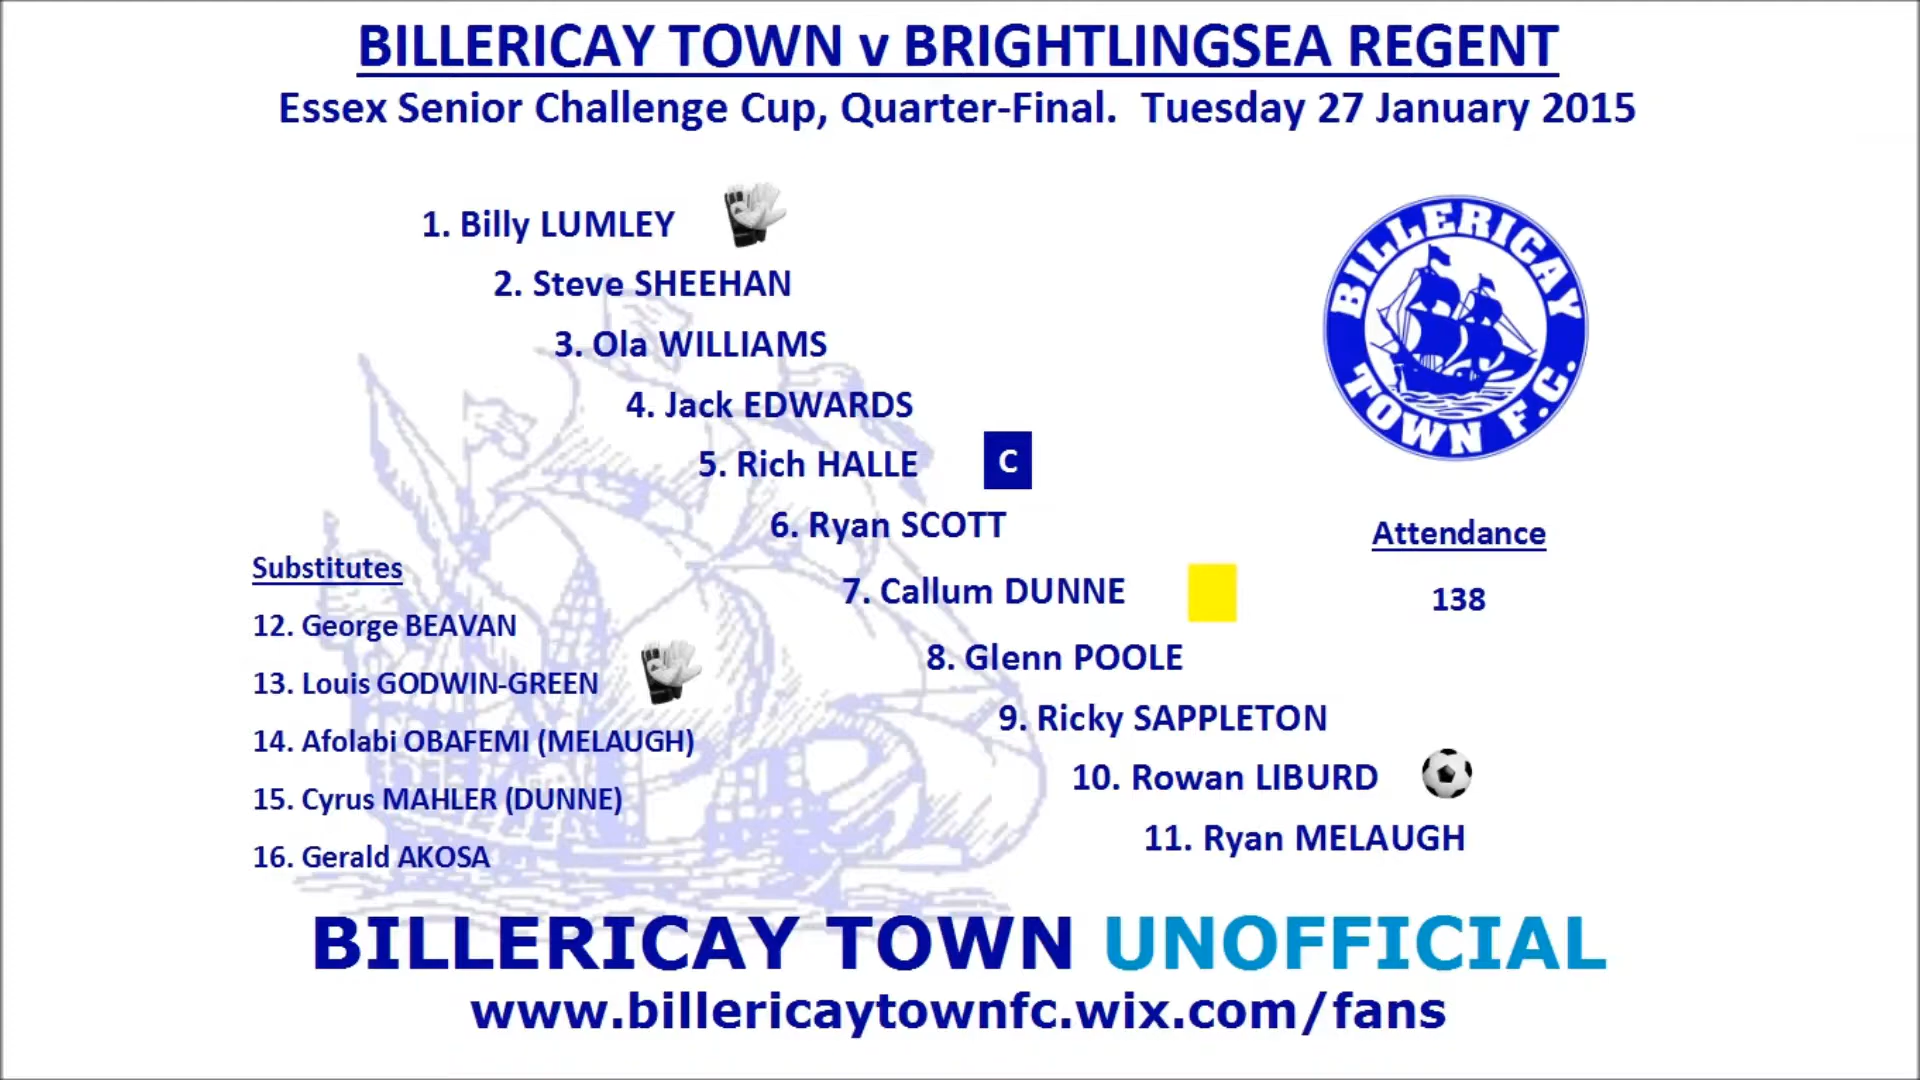 BILLERICAY TOWN v BRIGHTLINGSEA REGENT
Essex Senior Challenge Cup, Quarter-Final. Tuesday 27 January 2015
1. Billy LUMLEY
2. Steve SHEEHAN
3. Ola WILLIAMS
4. Jack EDWARDS
5. Rich HALLE
C
6. Ryan SCOTT
7. Callum DUNNE
8. Glenn POOLE
9. Ricky SAPPLETON
10. Rowan LIBURD
11. Ryan MELAUGH
Substitutes
12. George BEAVAN
13. Louis GODWIN-GREEN
14. Afolabi OBAFEMI (MELAUGH)
15. Cyrus MAHLER (DUNNE)
16. Gerald AKOSA
BILLERICAY
TOWN F.C.
Attendance
138
BILLERICAY TOWN UNOFFICIAL
www.billericaytownfc.wix.com/fans